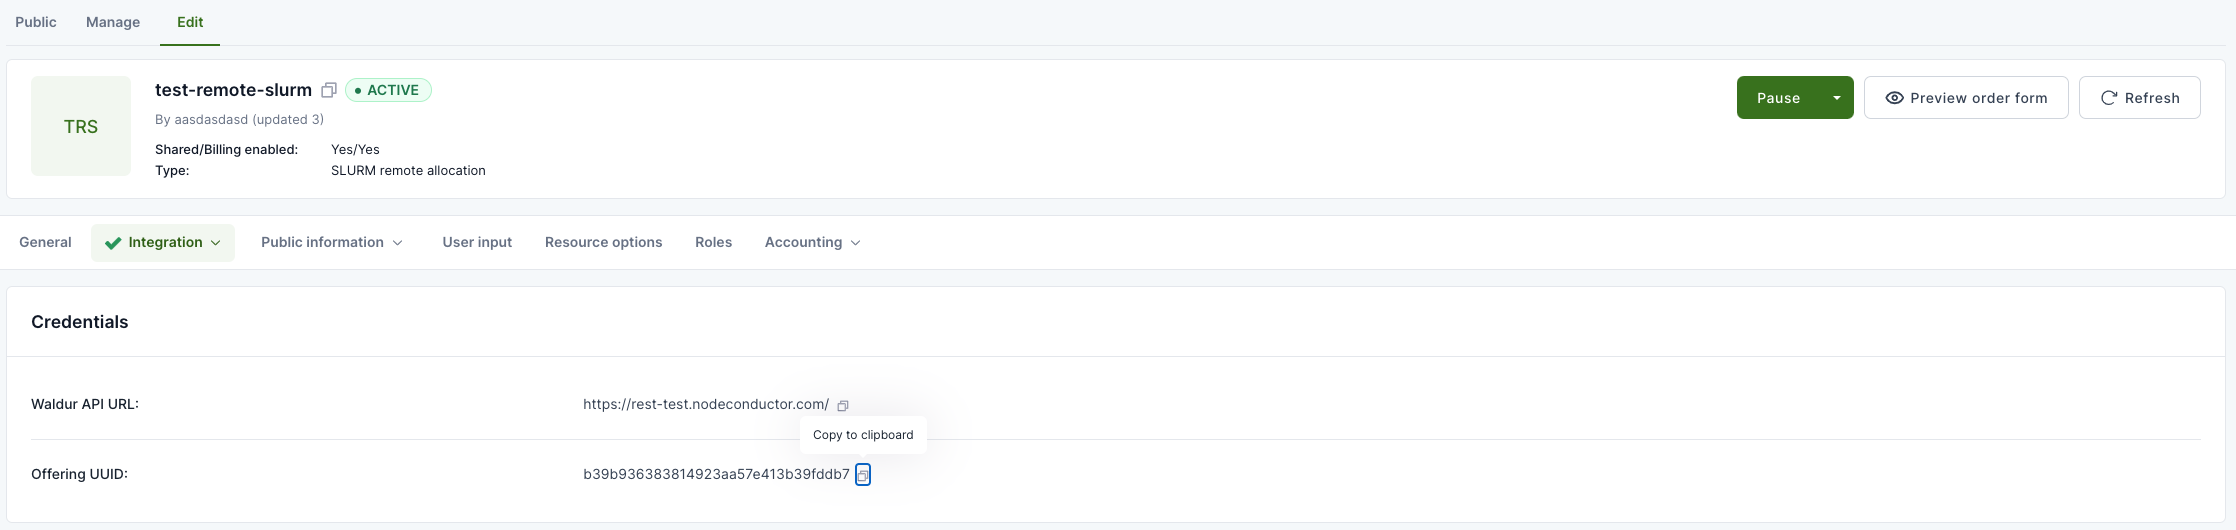 Public Manage Edit
TRS
test-remote-slurm ACTIVE
By aasdasdasd (updated 3)
Shared/Billing enabled: Yes/Yes
Type: SLURM remote allocation
Pause Preview order form Refresh
General Integration Public information User input Resource options Roles Accounting
Credentials
Waldur API URL: https://rest-test.nodeconductor.com/
Copy to clipboard
Offering UUID: b39b936383814923aa57e413b39fddb7